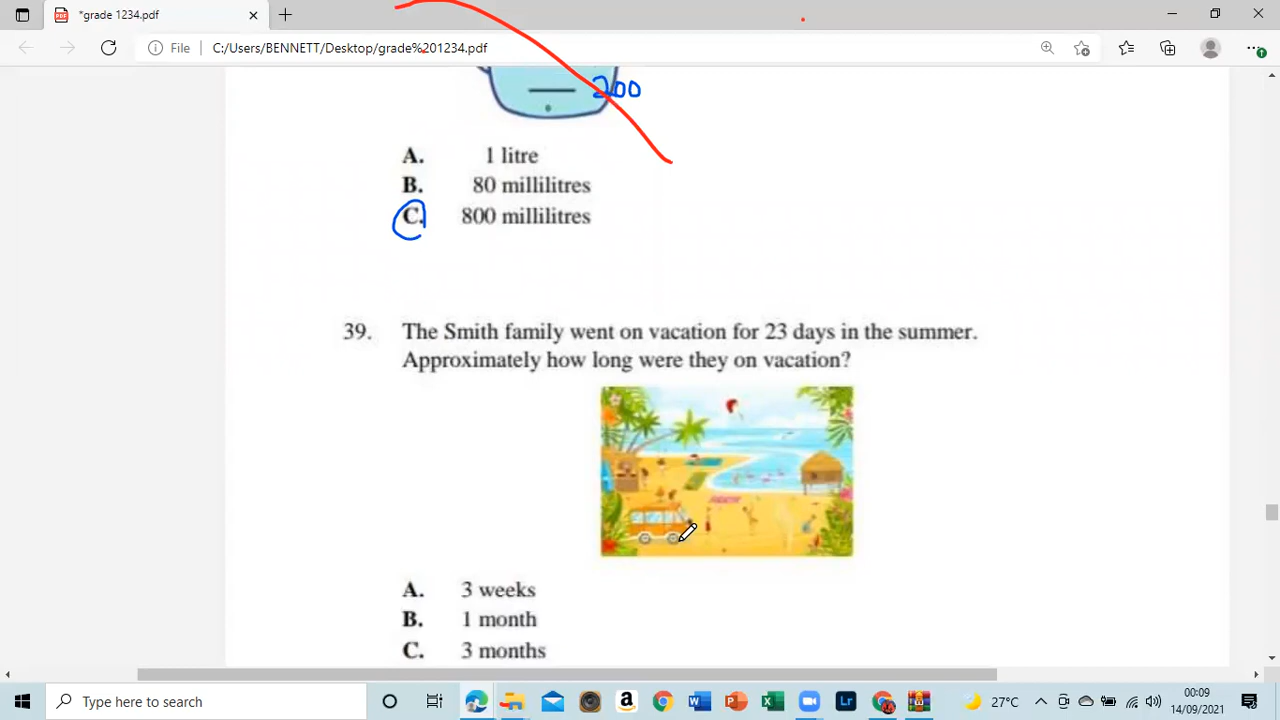 *grade 1234.pdf
File
C:/Users/BENNETT/Desktop/grade%201234.pdf
200
A. 1 litre
B. 80 millilitres
C. 800 millilitres
39. The Smith family went on vacation for 23 days in the summer.
Approximately how long were they on vacation?
A. 3 weeks
B. 1 month
C. 3 months
Type here to search
27°C
00:09
14/09/2021